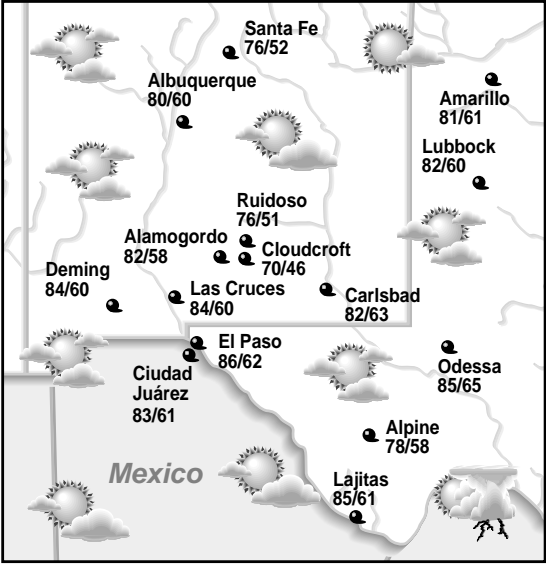 Santa Fe
76/52
Albuquerque
80/60
Amarillo
81/61
Lubbock
82/60
Ruidoso
76/51
Alamogordo
82/58
Cloudcroft
70/46
Deming
84/60
Las Cruces
84/60
Carlsbad
82/63
El Paso
86/62
Ciudad
Juárez
83/61
Odessa
85/65
Alpine
78/58
Mexico
Lajitas
85/61